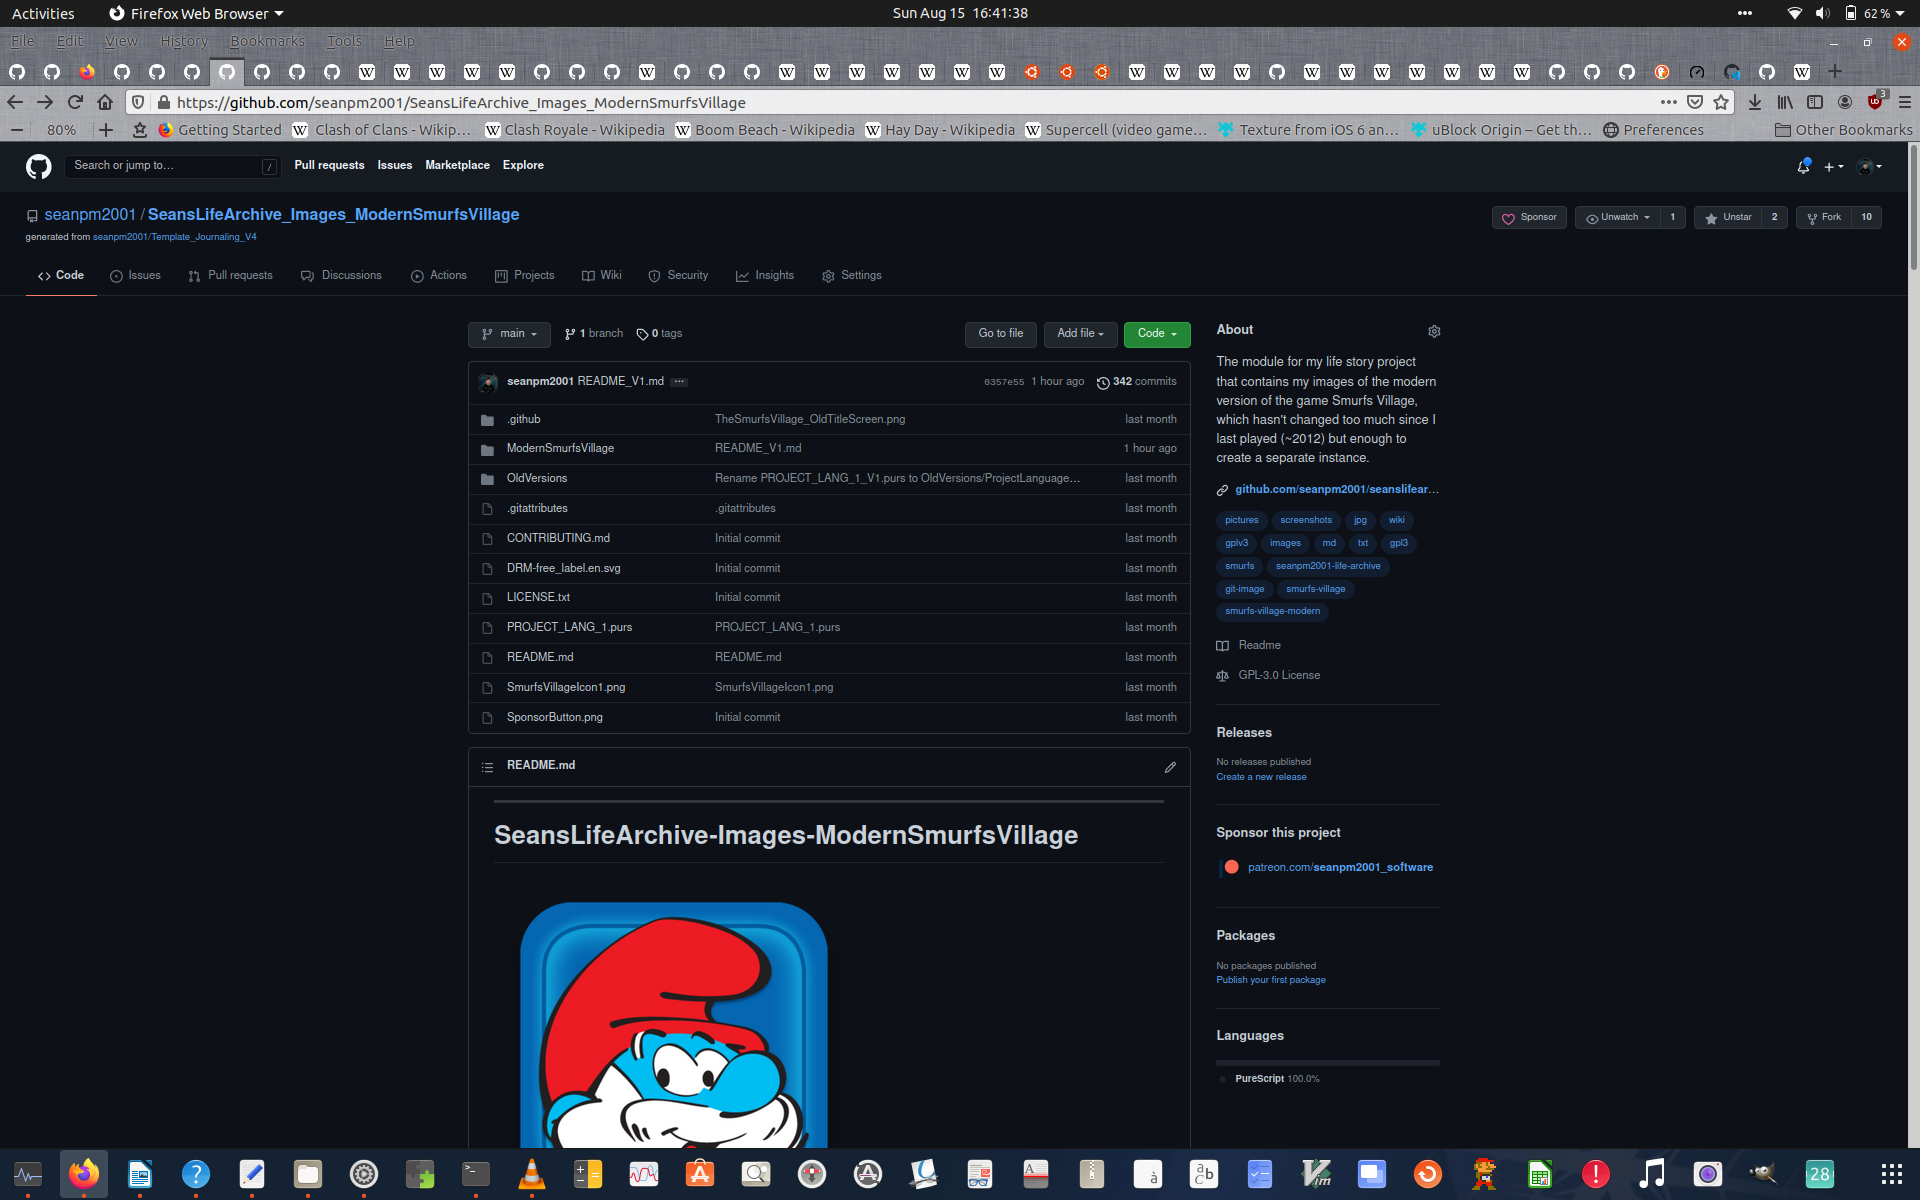 Activities Firefox Web Browser Sun Aug 15 16:41:38 62 %
File Edit View History Bookmarks Tools Help
https://github.com/seanpm2001/SeansLifeArchive_Images_ModernSmurfsVillage 3
80% Getting Started Clash of Clans - Wikip… Clash Royale - Wikipedia Boom Beach - Wikipedia Hay Day - Wikipedia Supercell (video game… Texture from iOS 6 an… uBlock Origin – Get th… Preferences Other Bookmarks
Search or jump to… / Pull requests Issues Marketplace Explore
seanpm2001 / SeansLifeArchive_Images_ModernSmurfsVillage Sponsor Unwatch 1 Unstar 2 Fork 10
generated from seanpm2001/Template_Journaling_V4
Code Issues Pull requests Discussions Actions Projects Wiki Security Insights Settings
main 1 branch 0 tags Go to file Add file Code
seanpm2001 README_V1.md 0357e55 1 hour ago 342 commits
.github TheSmurfsVillage_OldTitleScreen.png last month
ModernSmurfsVillage README_V1.md 1 hour ago
OldVersions Rename PROJECT_LANG_1_V1.purs to OldVersions/ProjectLanguage… last month
.gitattributes .gitattributes last month
CONTRIBUTING.md Initial commit last month
DRM-free_label.en.svg Initial commit last month
LICENSE.txt Initial commit last month
PROJECT_LANG_1.purs PROJECT_LANG_1.purs last month
README.md README.md last month
SmurfsVillageIcon1.png SmurfsVillageIcon1.png last month
SponsorButton.png Initial commit last month
README.md
SeansLifeArchive-Images-ModernSmurfsVillage
About
The module for my life story project
that contains my images of the modern
version of the game Smurfs Village,
which hasn't changed too much since I
last played (~2012) but enough to
create a separate instance.
github.com/seanpm2001/seanslifear…
pictures screenshots jpg wiki
gplv3 images md txt gpl3
smurfs seanpm2001-life-archive
git-image smurfs-village
smurfs-village-modern
Readme
GPL-3.0 License
Releases
No releases published
Create a new release
Sponsor this project
patreon.com/seanpm2001_software
Packages
No packages published
Publish your first package
Languages
PureScript 100.0%
28